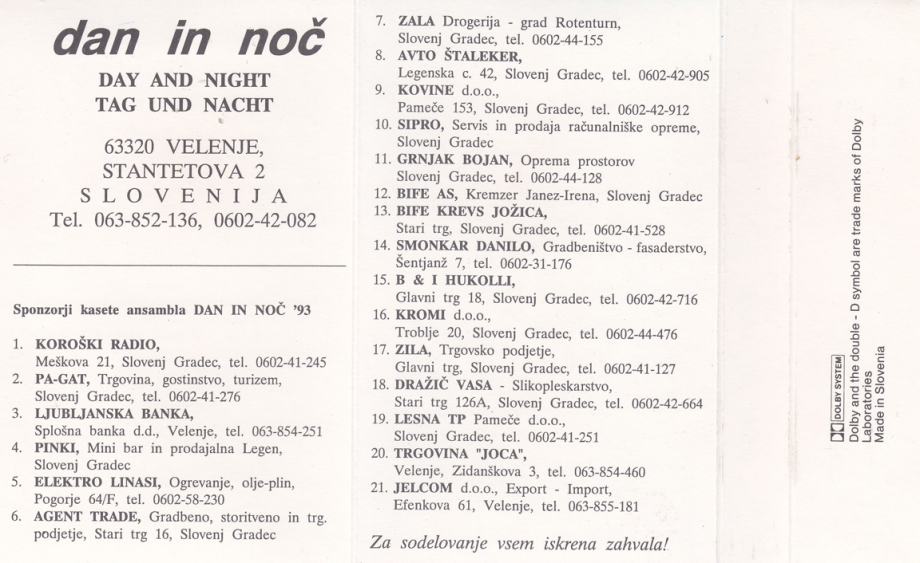 dan in noč
DAY AND NIGHT
TAG UND NACHT
63320 VELENJE,
STANTETOVA 2
SLOVENIJA
Tel. 063-852-136, 0602-42-082
Sponzorji kasete ansambla DAN IN NOČ '93
1. KOROŠKI RADIO,
Meškova 21, Slovenj Gradec, tel. 0602-41-245
2. PA-GAT, Trgovina, gostinstvo, turizem,
Slovenj Gradec, tel. 0602-41-276
3. LJUBLJANSKA BANKA,
Splošna banka d.d., Velenje, tel. 063-854-251
4. PINKI, Mini bar in prodajalna Legen,
Slovenj Gradec
5. ELEKTRO LINASI, Ogrevanje, olje-plin,
Pogorje 64/F, tel. 0602-58-230
6. AGENT TRADE, Gradbeno, storitveno in trg.
podjetje, Stari trg 16, Slovenj Gradec
7. ZALA Drogerija - grad Rotenturn,
Slovenj Gradec, tel. 0602-44-155
8. AVTO ŠTALEKER,
Legenska c. 42, Slovenj Gradec, tel. 0602-42-905
9. KOVINE d.o.o.,
Pameče 153, Slovenj Gradec, tel. 0602-42-912
10. SIPRO, Servis in prodaja računalniške opreme,
Slovenj Gradec
11. GRNJAK BOJAN, Oprema prostorov
Slovenj Gradec, tel. 0602-44-128
12. BIFE AS, Kremzer Janez-Irena, Slovenj Gradec
13. BIFE KREVS JOŽICA,
Stari trg, Slovenj Gradec, tel. 0602-41-528
14. SMONKAR DANILO, Gradbeništvo - fasaderstvo,
Šentjanž 7, tel. 0602-31-176
15. B & I HUKOLLI,
Glavni trg 18, Slovenj Gradec, tel. 0602-42-716
16. KROMI d.o.o.,
Troblje 20, Slovenj Gradec, tel. 0602-44-476
17. ZILA, Trgovsko podjetje,
Glavni trg, Slovenj Gradec, tel. 0602-41-127
18. DRAŽIČ VASA - Slikopleskarstvo,
Stari trg 126A, Slovenj Gradec, tel. 0602-42-664
19. LESNA TP Pameče d.o.o.,
Slovenj Gradec, tel. 0602-41-251
20. TRGOVINA "JOCA",
Velenje, Zidanškova 3, tel. 063-854-460
21. JELCOM d.o.o., Export - Import,
Efenkova 61, Velenje, tel. 063-855-181
Za sodelovanje vsem iskrena zahvala!
DOLBY SYSTEM
Dolby and the double - D symbol are trade marks of Dolby
Laboratories
Made in Slovenia